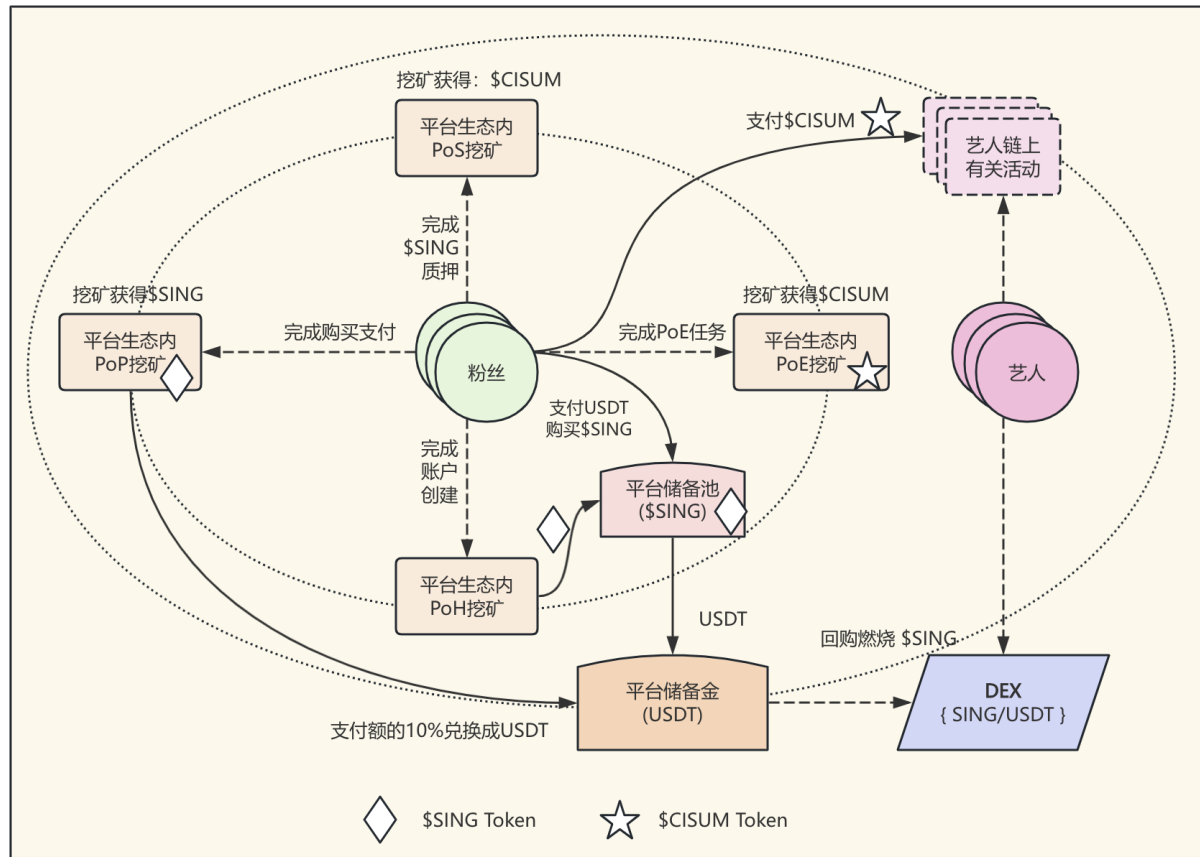 挖矿获得：$CISUM
平台生态内
PoS挖矿
支付$CISUM
艺人链上
有关活动
完成
$SING
质押
挖矿获得$SING
平台生态内
PoP挖矿
完成购买支付
粉丝
完成PoE任务
挖矿获得$CISUM
平台生态内
PoE挖矿
艺人
支付USDT
购买$SING
完成
账户
创建
平台储备池
($SING)
平台生态内
PoH挖矿
USDT
回购燃烧 $SING
平台储备金
(USDT)
DEX
{ SING/USDT }
支付额的10%兑换成USDT
$SING Token
$CISUM Token